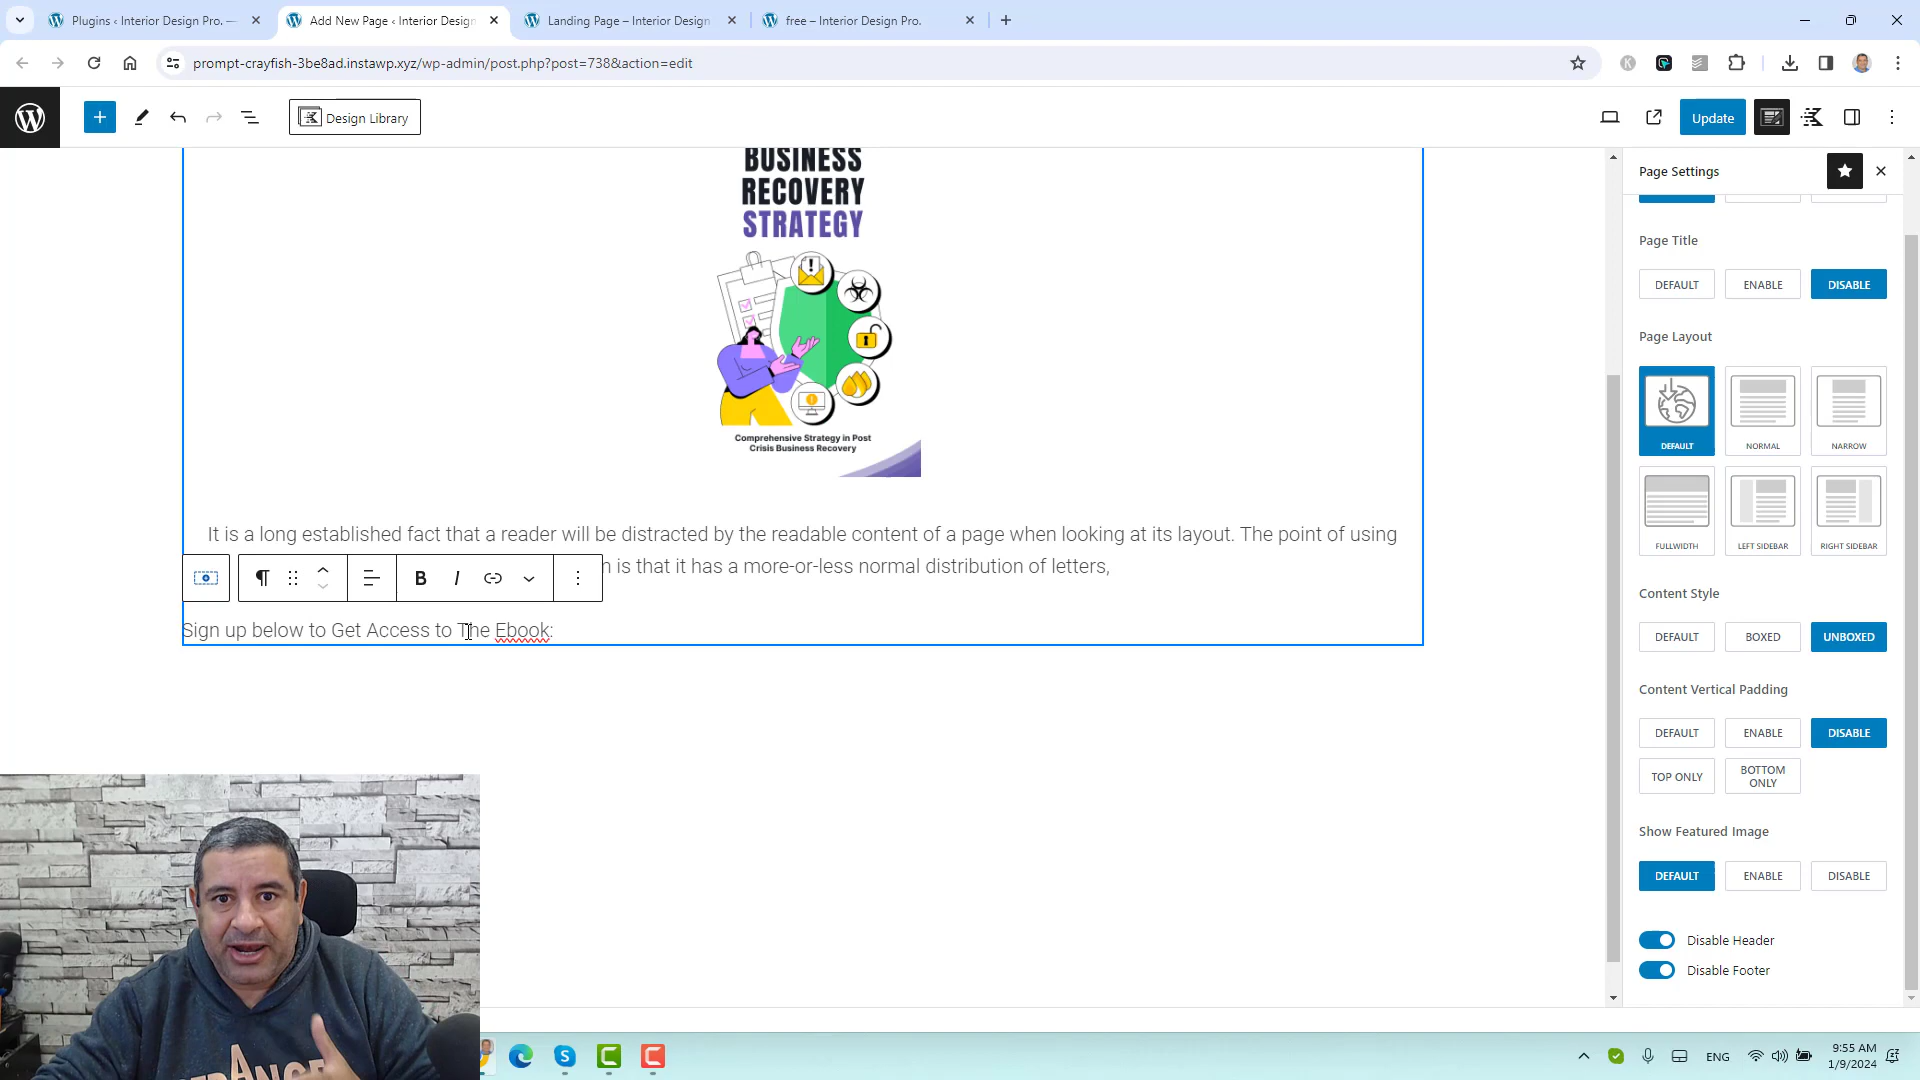 Plugins ‹ Interior Design Pro. —
Add New Page ‹ Interior Design
Landing Page – Interior Design
free – Interior Design Pro.
prompt-crayfish-3be8ad.instawp.xyz/wp-admin/post.php?post=738&action=edit
Design Library
Update
BUSINESS
RECOVERY
STRATEGY
Comprehensive Strategy in Post
Crisis Business Recovery
It is a long established fact that a reader will be distracted by the readable content of a page when looking at its layout. The point of using
is that it has a more-or-less normal distribution of letters,
B I
Sign up below to Get Access to The Ebook:
Page Settings
Page Title
DEFAULT ENABLE DISABLE
Page Layout
DEFAULT NORMAL NARROW
FULLWIDTH LEFT SIDEBAR RIGHT SIDEBAR
Content Style
DEFAULT BOXED UNBOXED
Content Vertical Padding
DEFAULT ENABLE DISABLE
TOP ONLY BOTTOM ONLY
Show Featured Image
DEFAULT ENABLE DISABLE
Disable Header
Disable Footer
ENG
9:55 AM
1/9/2024